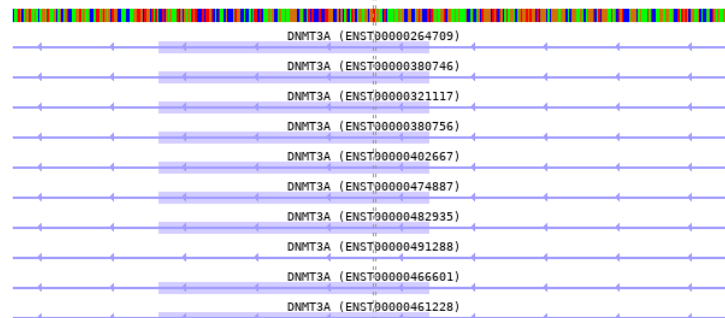 DNMT3A (ENST00000264709)
DNMT3A (ENST00000380746)
DNMT3A (ENST00000321117)
DNMT3A (ENST00000380756)
DNMT3A (ENST00000402667)
DNMT3A (ENST00000474887)
DNMT3A (ENST00000482935)
DNMT3A (ENST00000491288)
DNMT3A (ENST00000466601)
DNMT3A (ENST00000461228)